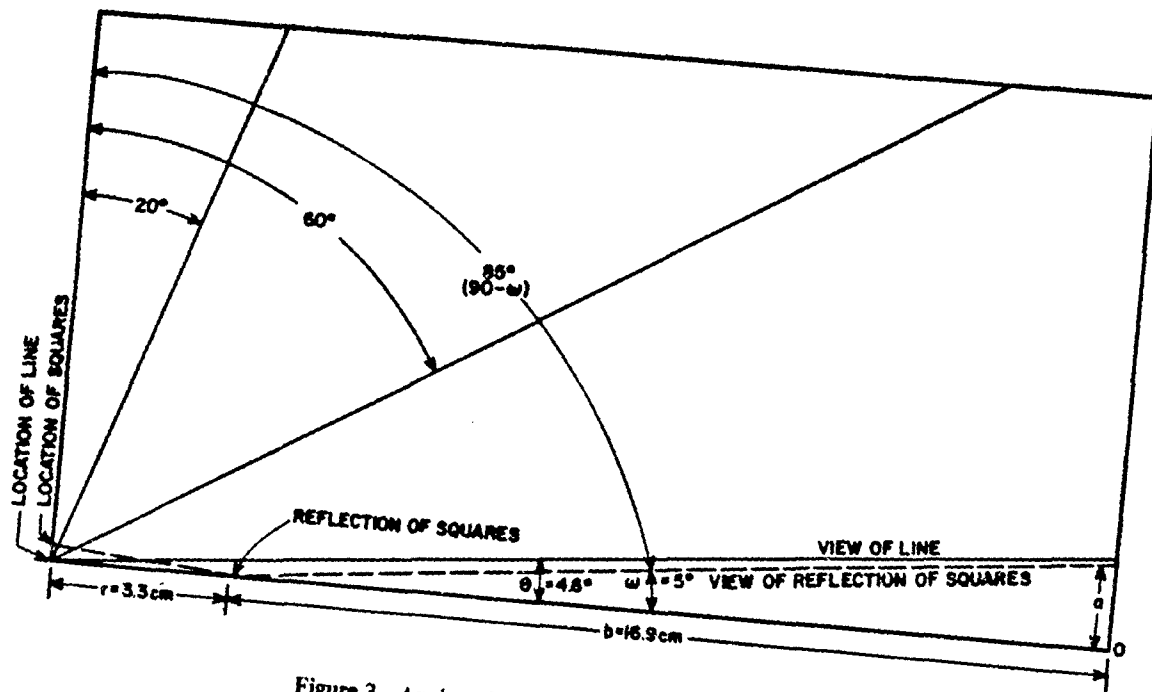 20°
60°
85°
(90-ω)
LOCATION OF LINE
LOCATION OF SQUARES
REFLECTION OF SQUARES
VIEW OF LINE
θ =4.6° ω =5° VIEW OF REFLECTION OF SQUARES
r=3.3cm
b=16.9cm
a
O
Figure 3